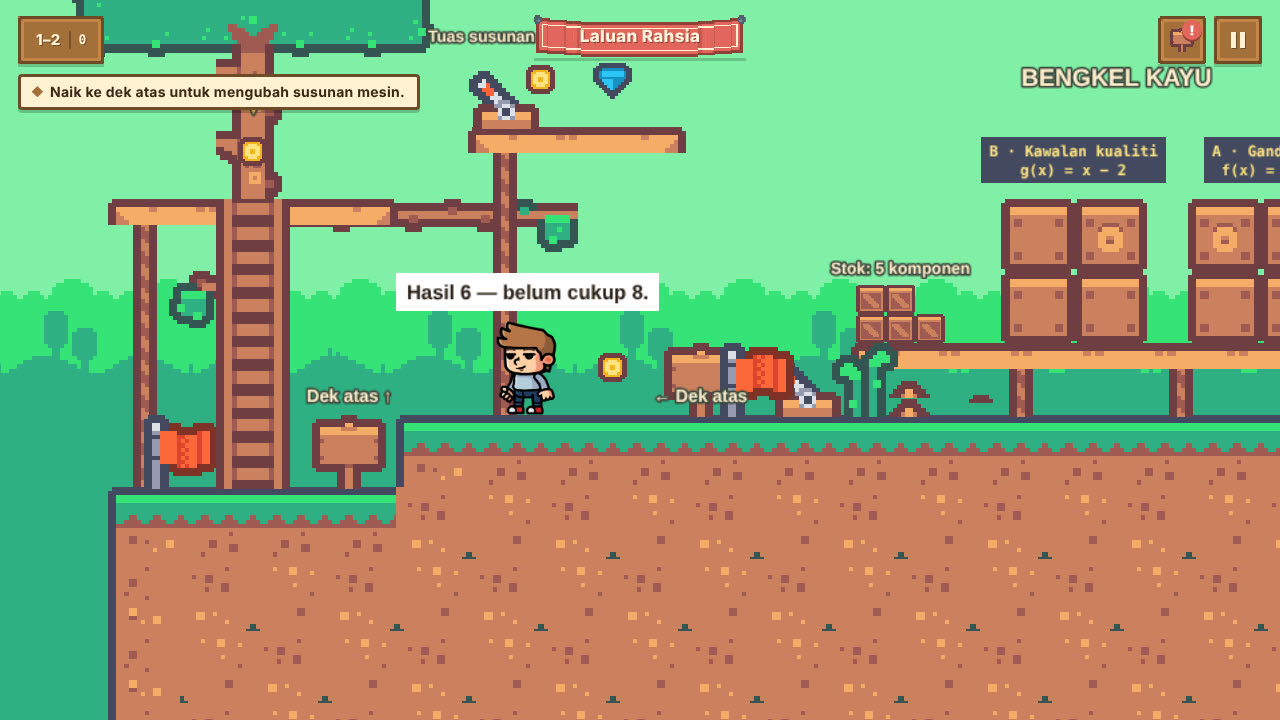 1–2 | 0
Tuas susunan
Laluan Rahsia
!
BENGKEL KAYU
◆ Naik ke dek atas untuk mengubah susunan mesin.
B · Kawalan kualiti
g(x) = x − 2
A · Gand
f(x) =
Stok: 5 komponen
Hasil 6 — belum cukup 8.
Dek atas ↑
← Dek atas